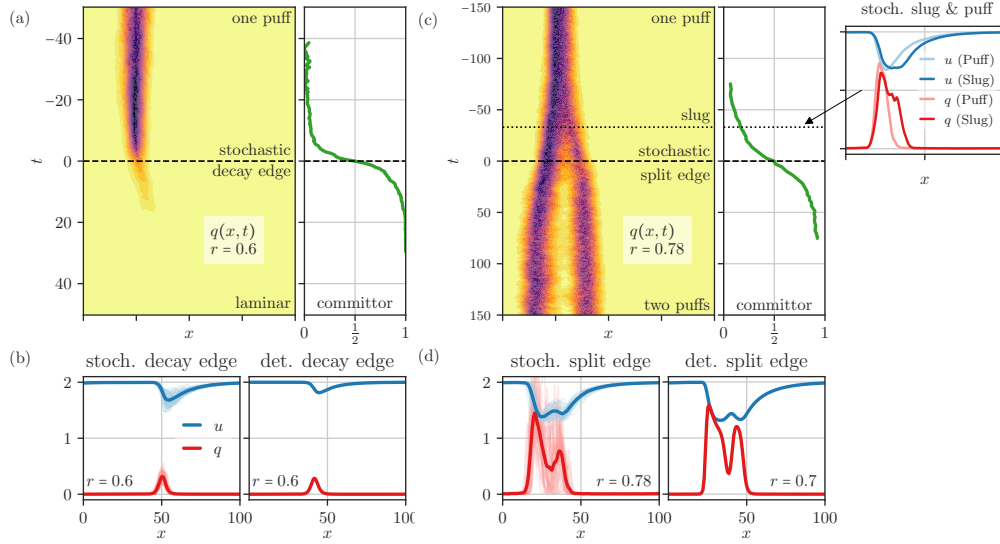 (a)
−40
−20
0
20
40
t
one puff
stochastic
decay edge
q(x, t)
r = 0.6
laminar
x
committor
0
1/2
1
(c)
−150
−100
−50
0
50
100
150
t
one puff
slug
stochastic
split edge
q(x, t)
r = 0.78
two puffs
x
committor
0
1/2
1
stoch. slug & puff
u (Puff)
u (Slug)
q (Puff)
q (Slug)
x
(b)
stoch. decay edge
2
1
0
u
q
r = 0.6
0
50
100
x
det. decay edge
r = 0.6
0
50
100
x
(d)
stoch. split edge
2
1
0
r = 0.78
0
50
100
x
det. split edge
r = 0.7
0
50
100
x